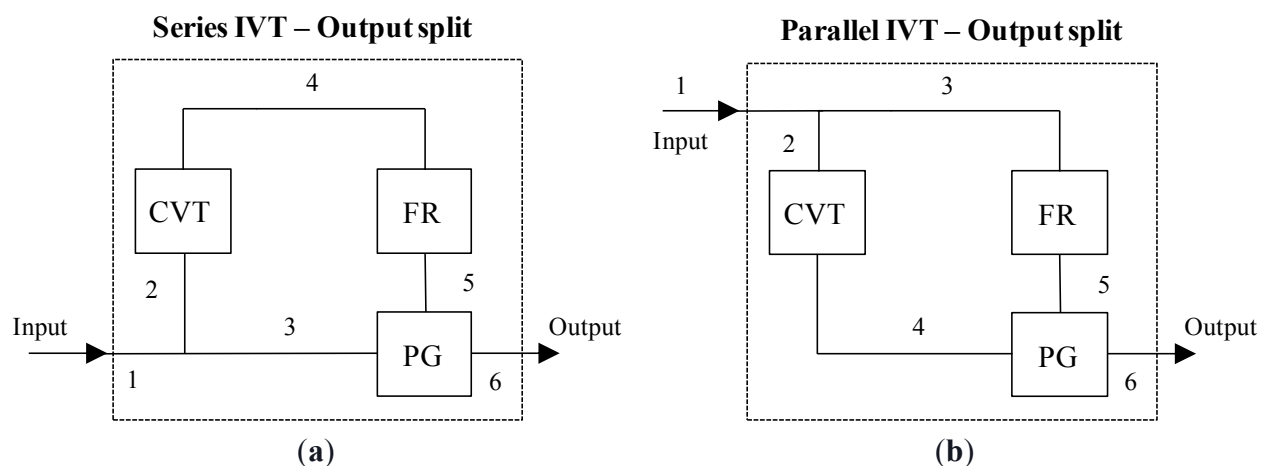 Series IVT – Output split
4
CVT
FR
2
5
Input
3
Output
PG
1
6
(a)
Parallel IVT – Output split
1
3
Input
2
CVT
FR
5
4
Output
PG
6
(b)